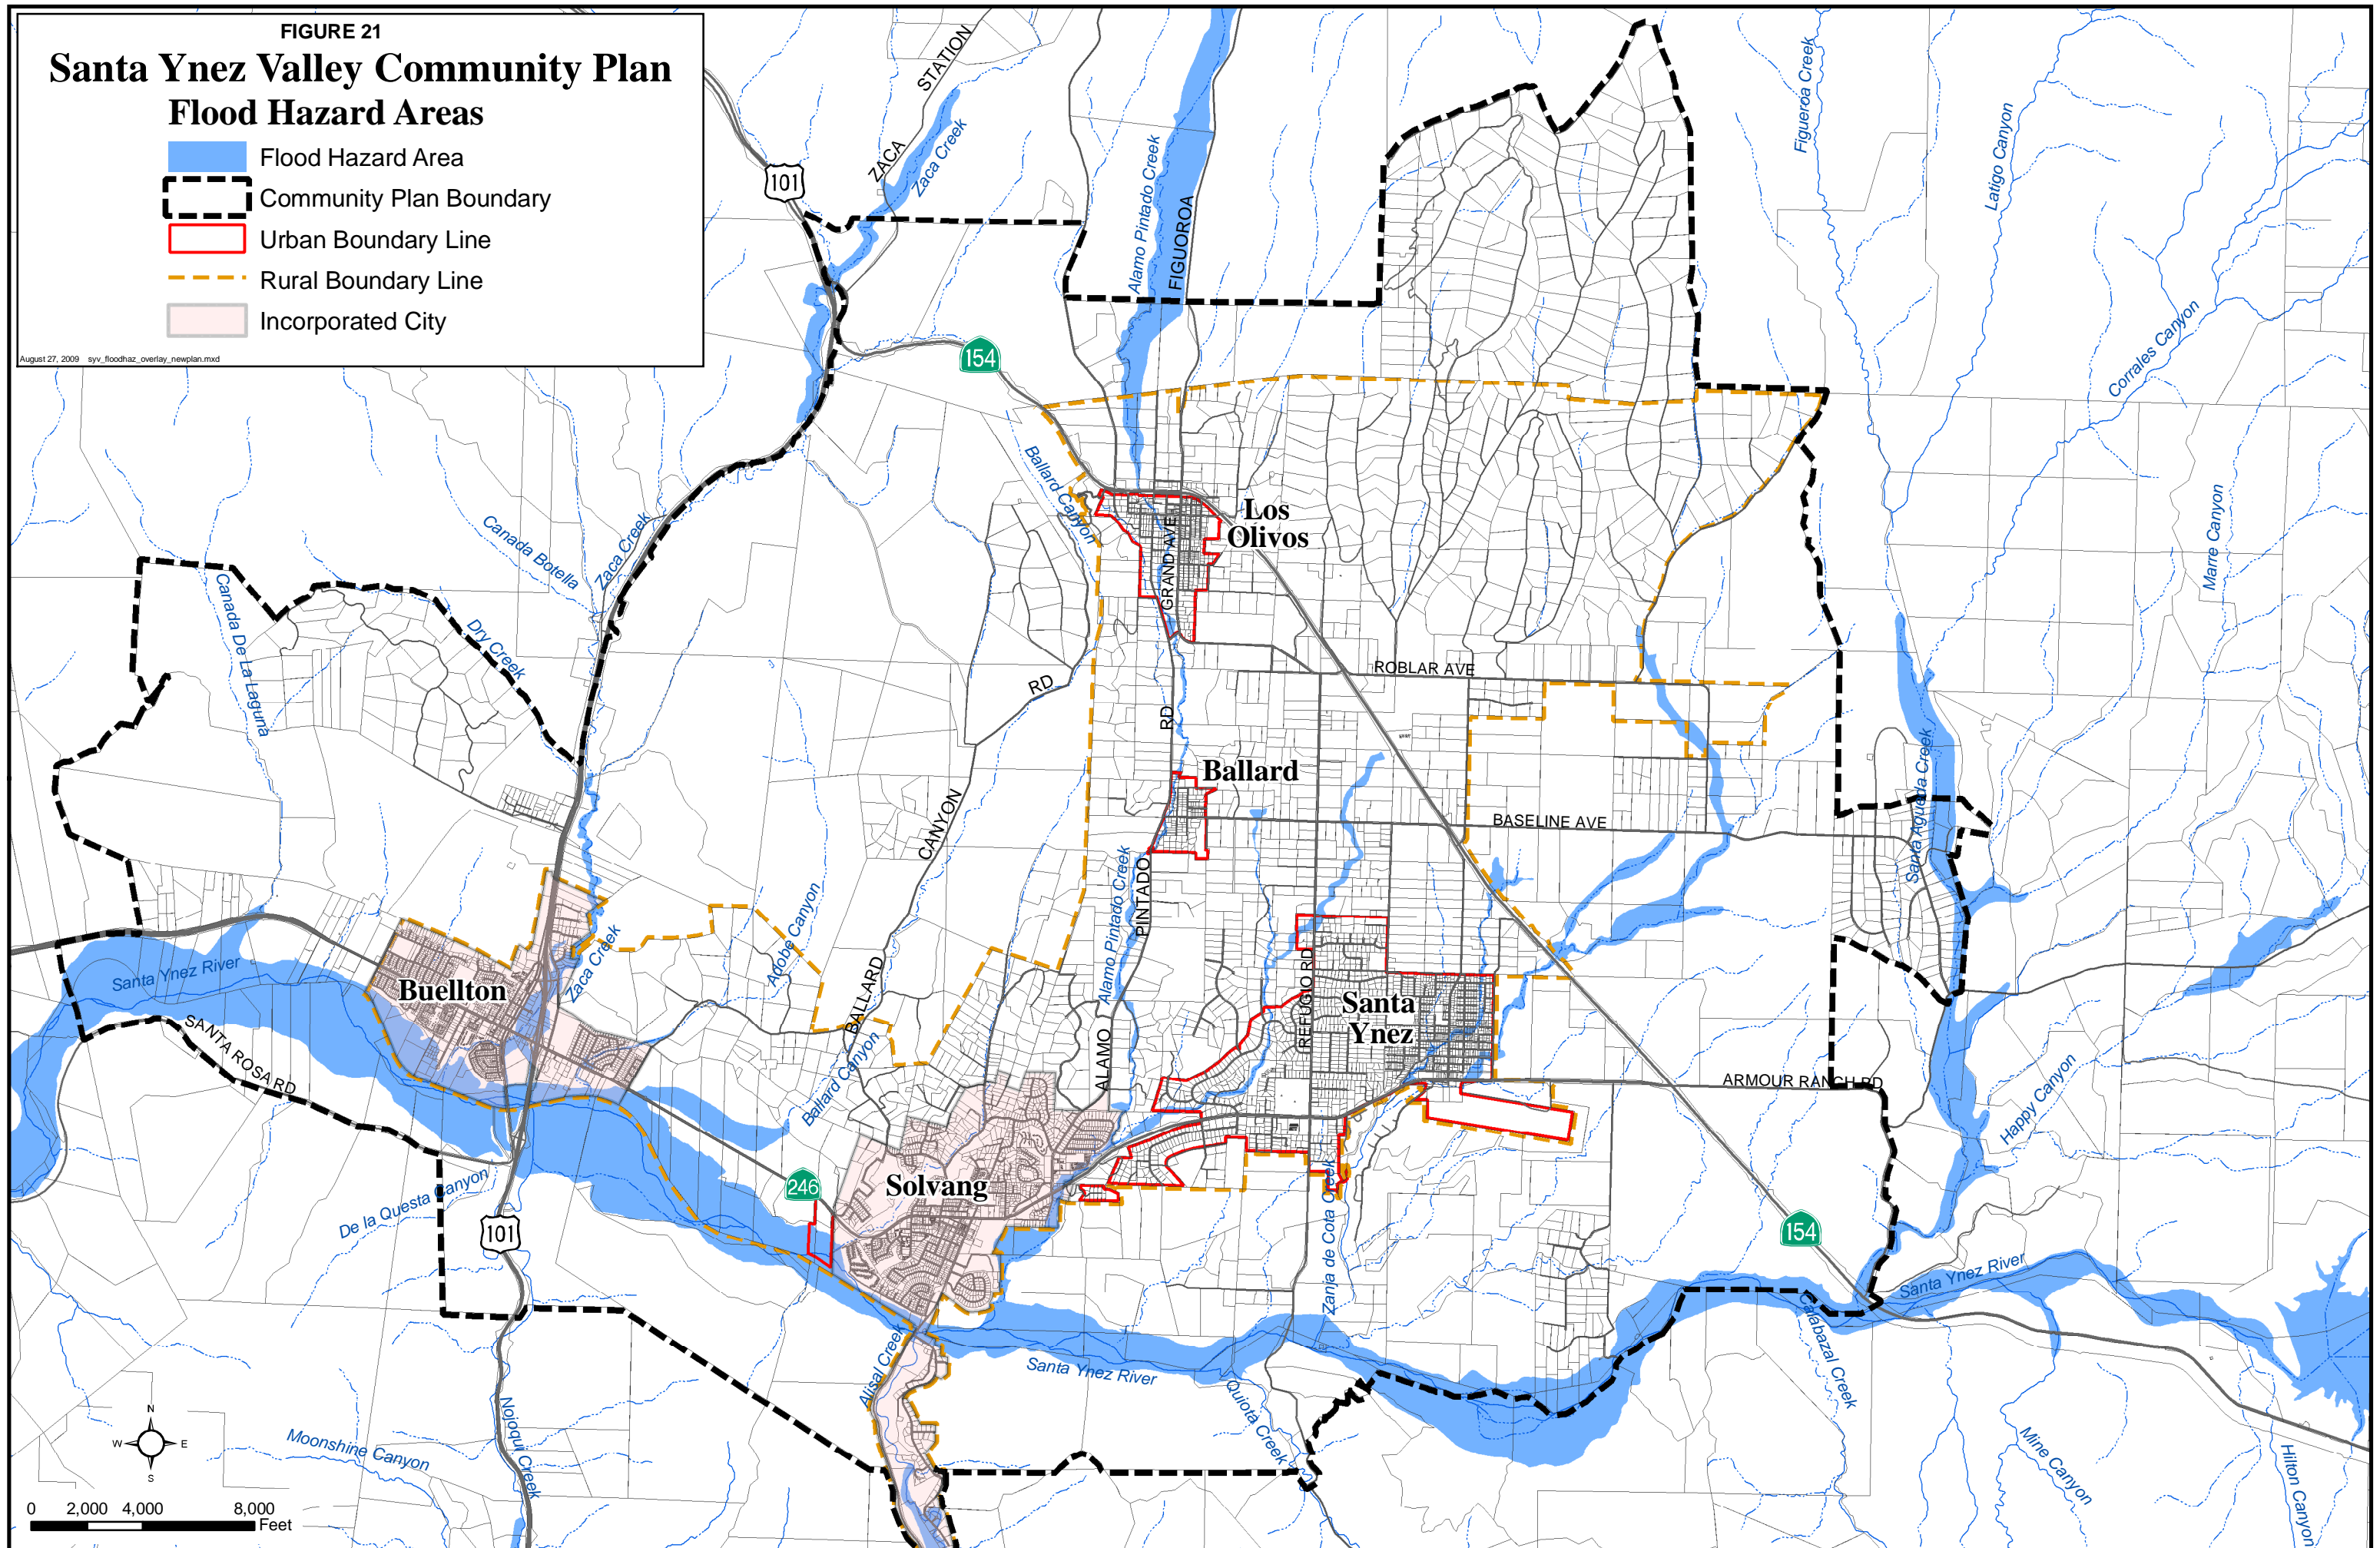 FIGURE 21
Santa Ynez Valley Community Plan
Flood Hazard Areas
Flood Hazard Area
Community Plan Boundary
Urban Boundary Line
Rural Boundary Line
Incorporated City
August 27, 2009 syv_floodhaz_overlay_newplan.mxd
101
ZACA
STATION
Zaca Creek
Alamo Pintado Creek
FIGUOROA
Figueroa Creek
Latigo Canyon
Corrales Canyon
154
Ballard Canyon
Los
Olivos
GRAND AVE
Marre Canyon
Canada Botella
Zaca Creek
Canada De La Laguna
Dry Creek
RD
ROBLAR AVE
RD
Ballard
BASELINE AVE
Santa Agueda Creek
CANYON
Alamo Pintado Creek
PINTADO
Adobe Canyon
Zaca Creek
Santa Ynez River
Buellton
BALLARD
Santa
Ynez
REFUGIO RD
SANTA ROSA RD
ALAMO
Ballard Canyon
ARMOUR RANCH RD
Happy Canyon
De la Questa Canyon
246
Solvang
101
154
Zanja de Cota Creek
Santa Ynez River
Calabazal Creek
Alisal Creek
Santa Ynez River
Quiota Creek
Nojoqui Creek
Moonshine Canyon
Mine Canyon
Hilton Canyon
N
W E
S
0 2,000 4,000 8,000
Feet